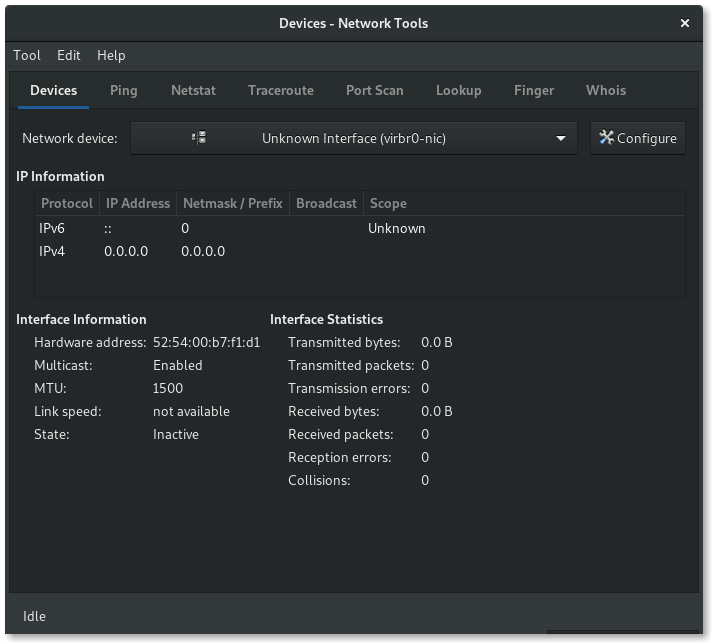 Devices - Network Tools
Tool Edit Help
Devices Ping Netstat Traceroute Port Scan Lookup Finger Whois
Network device: Unknown Interface (virbr0-nic) Configure
IP Information
Protocol IP Address Netmask / Prefix Broadcast Scope
IPv6 :: 0 Unknown
IPv4 0.0.0.0 0.0.0.0
Interface Information
Hardware address: 52:54:00:b7:f1:d1
Multicast: Enabled
MTU: 1500
Link speed: not available
State: Inactive
Interface Statistics
Transmitted bytes: 0.0 B
Transmitted packets: 0
Transmission errors: 0
Received bytes: 0.0 B
Received packets: 0
Reception errors: 0
Collisions: 0
Idle